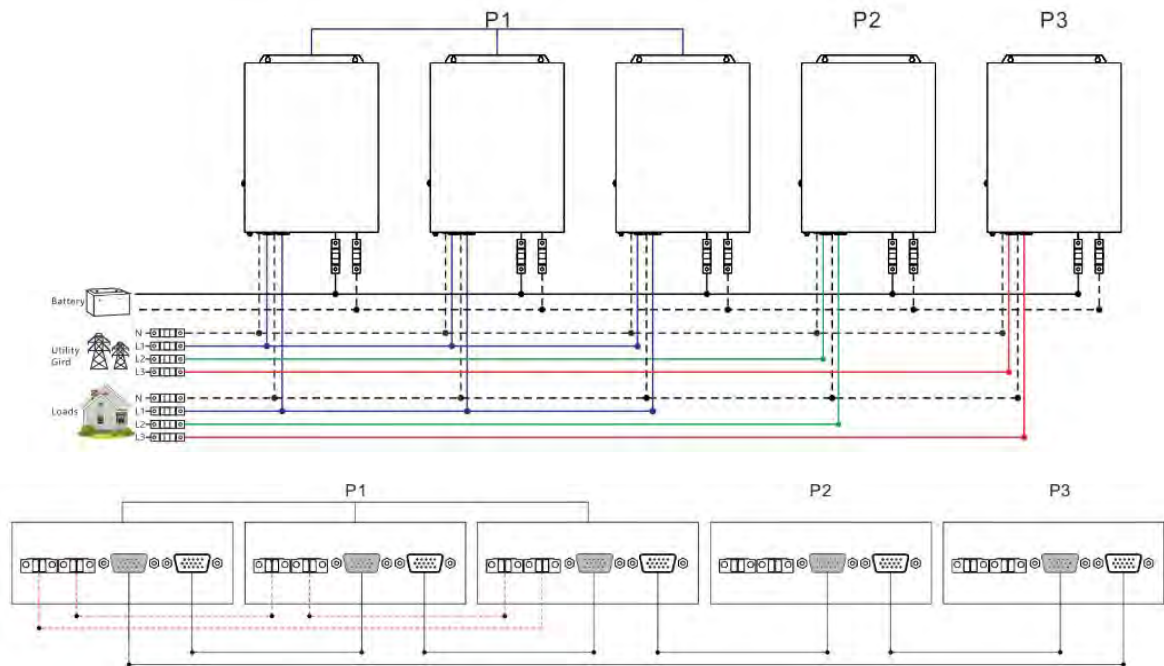 P1 P2 P3
Battery
N
L1
Utility
Gird
L2
L3
N
Loads
L1
L2
L3
P1 P2 P3